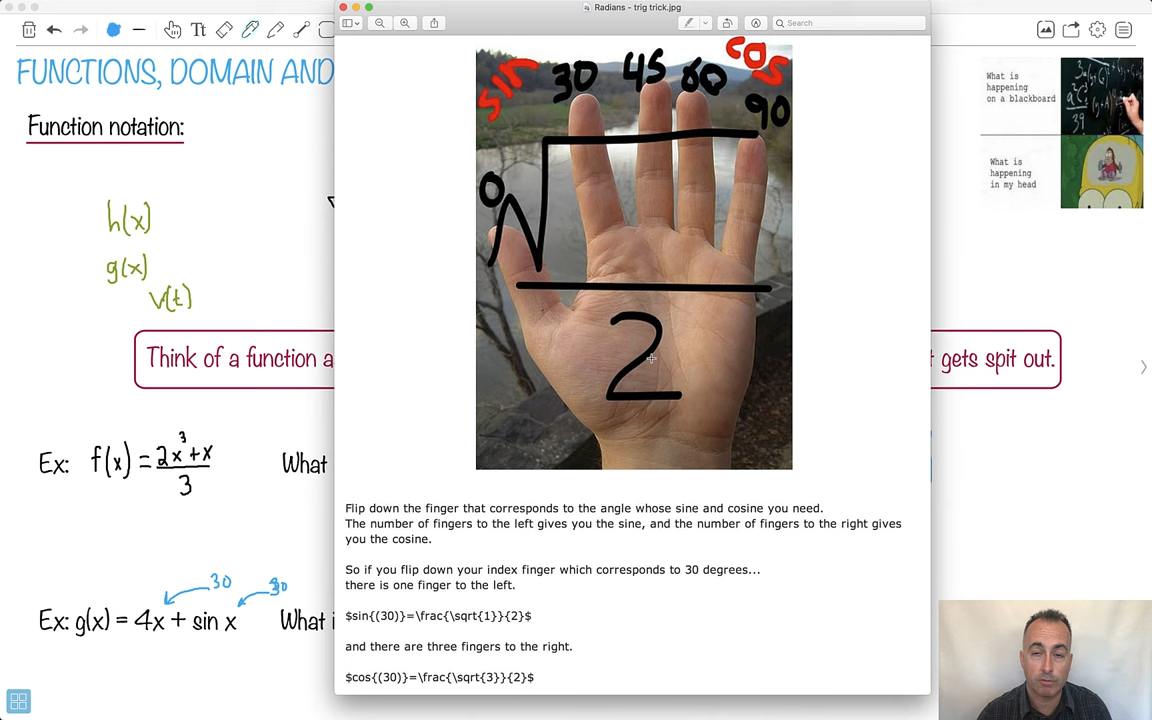 Radians - trig trick.jpg
Tt
Search
FUNCTIONS, DOMAIN AND
Function notation:
h(x)
g(x)
v(t)
Think of a function a
t gets spit out.
Ex: f(x) = 2x³+x
3
What
30
Ex: g(x) = 4x + sin x
What i
sin 30 45 60 cos
90
0
√
2
Flip down the finger that corresponds to the angle whose sine and cosine you need.
The number of fingers to the left gives you the sine, and the number of fingers to the right gives
you the cosine.
So if you flip down your index finger which corresponds to 30 degrees...
there is one finger to the left.
$sin{(30)}=\frac{\sqrt{1}}{2}$
and there are three fingers to the right.
$cos{(30)}=\frac{\sqrt{3}}{2}$
What is
happening
on a blackboard
What is
happening
in my head